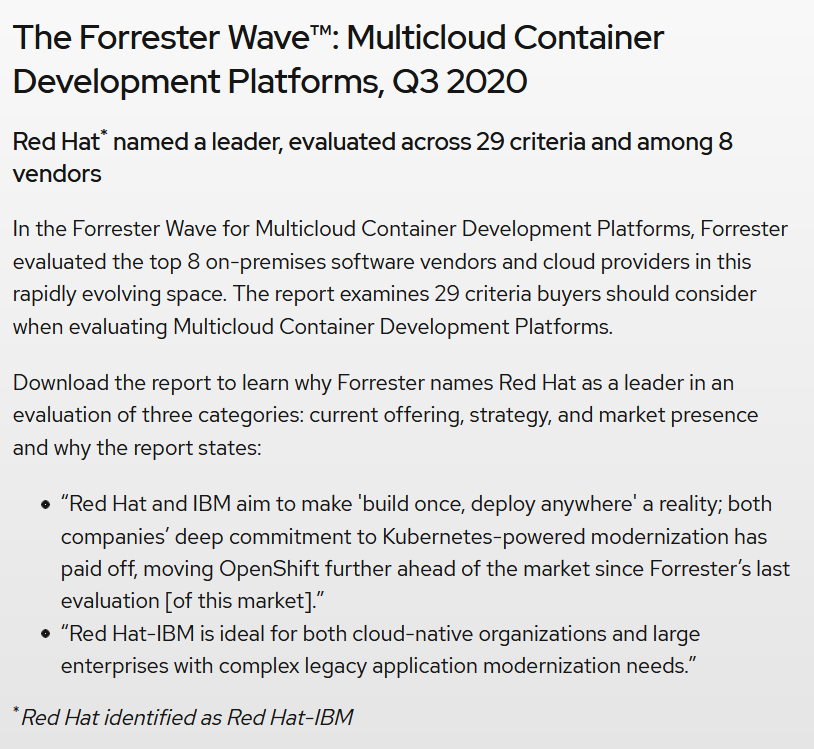 The Forrester Wave™: Multicloud Container
Development Platforms, Q3 2020
Red Hat* named a leader, evaluated across 29 criteria and among 8
vendors
In the Forrester Wave for Multicloud Container Development Platforms, Forrester
evaluated the top 8 on-premises software vendors and cloud providers in this
rapidly evolving space. The report examines 29 criteria buyers should consider
when evaluating Multicloud Container Development Platforms.
Download the report to learn why Forrester names Red Hat as a leader in an
evaluation of three categories: current offering, strategy, and market presence
and why the report states:
• “Red Hat and IBM aim to make 'build once, deploy anywhere' a reality; both
companies’ deep commitment to Kubernetes-powered modernization has
paid off, moving OpenShift further ahead of the market since Forrester’s last
evaluation [of this market].”
• “Red Hat-IBM is ideal for both cloud-native organizations and large
enterprises with complex legacy application modernization needs.”
*Red Hat identified as Red Hat-IBM